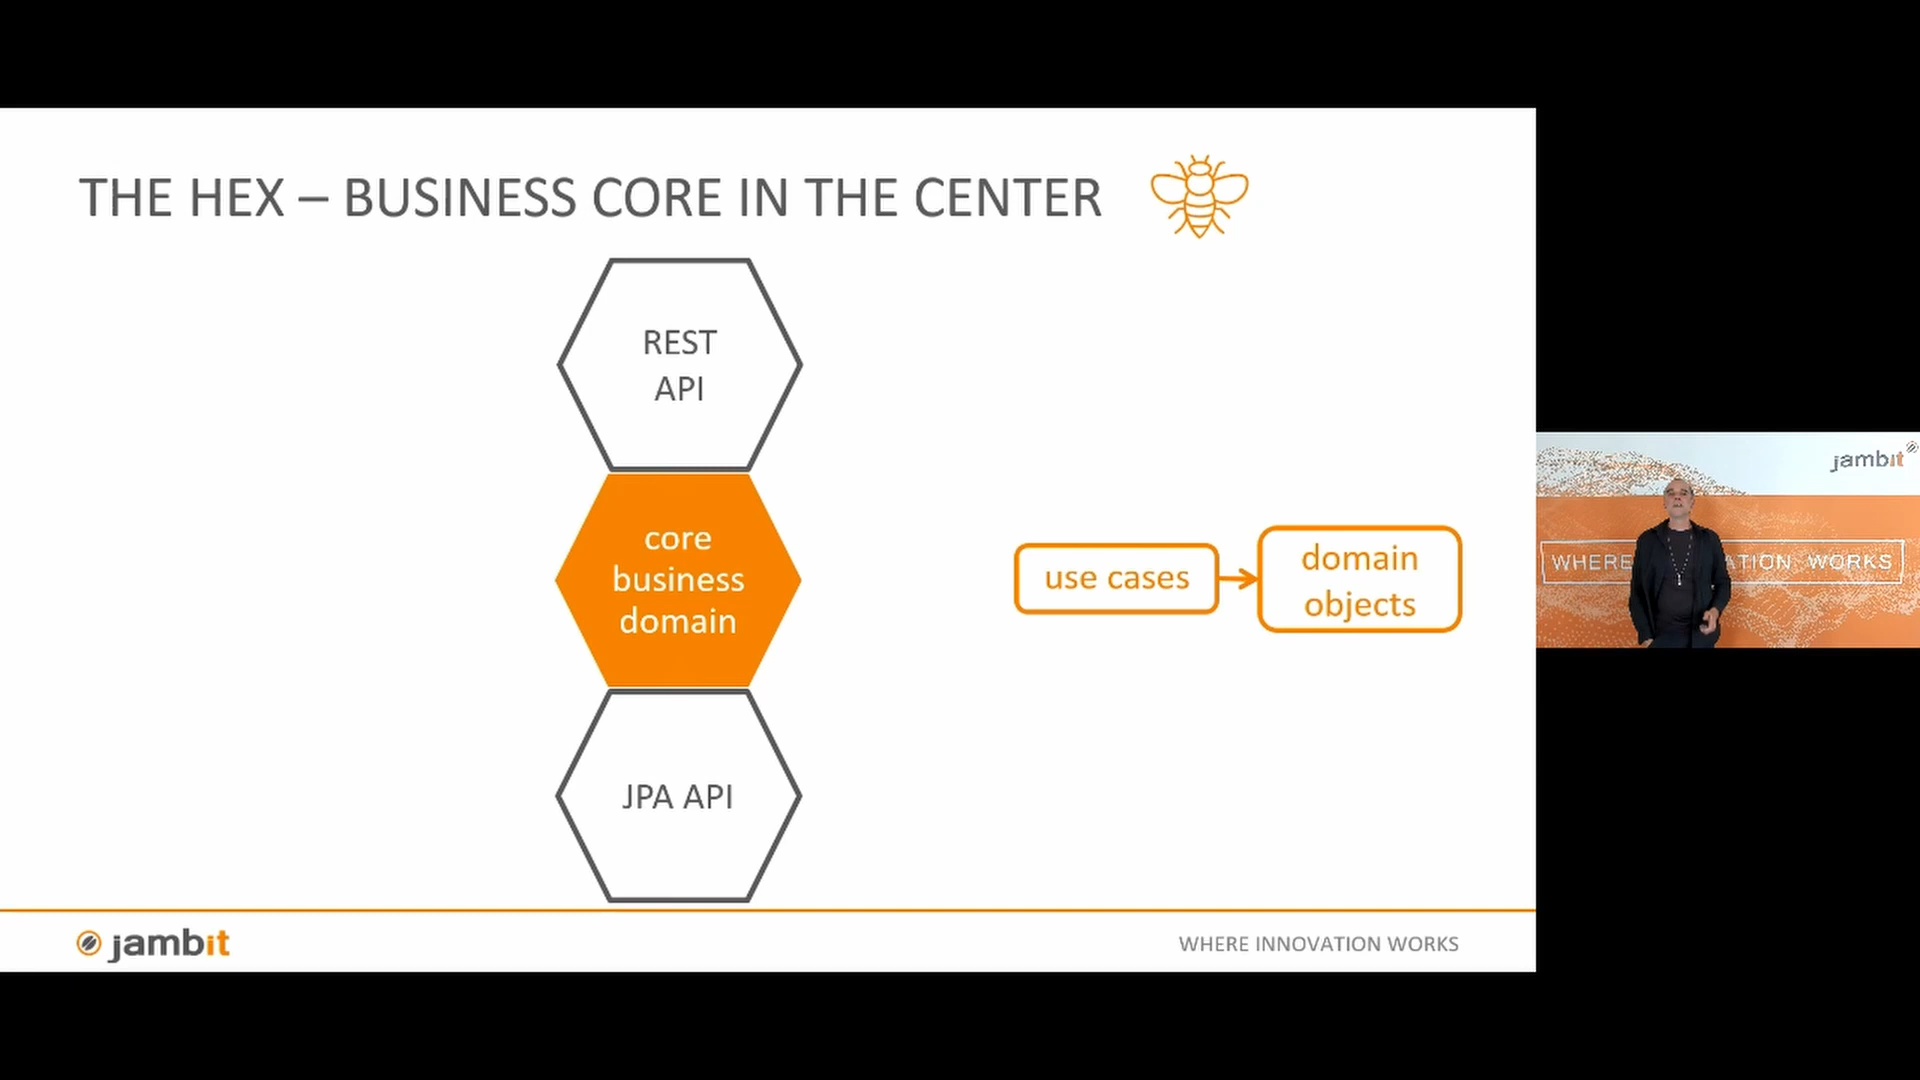 THE HEX – BUSINESS CORE IN THE CENTER
REST
API
core
business
domain
use cases
domain
objects
JPA API
jambit
WHERE INNOVATION WORKS
jambit
WHERE ATION WORKS